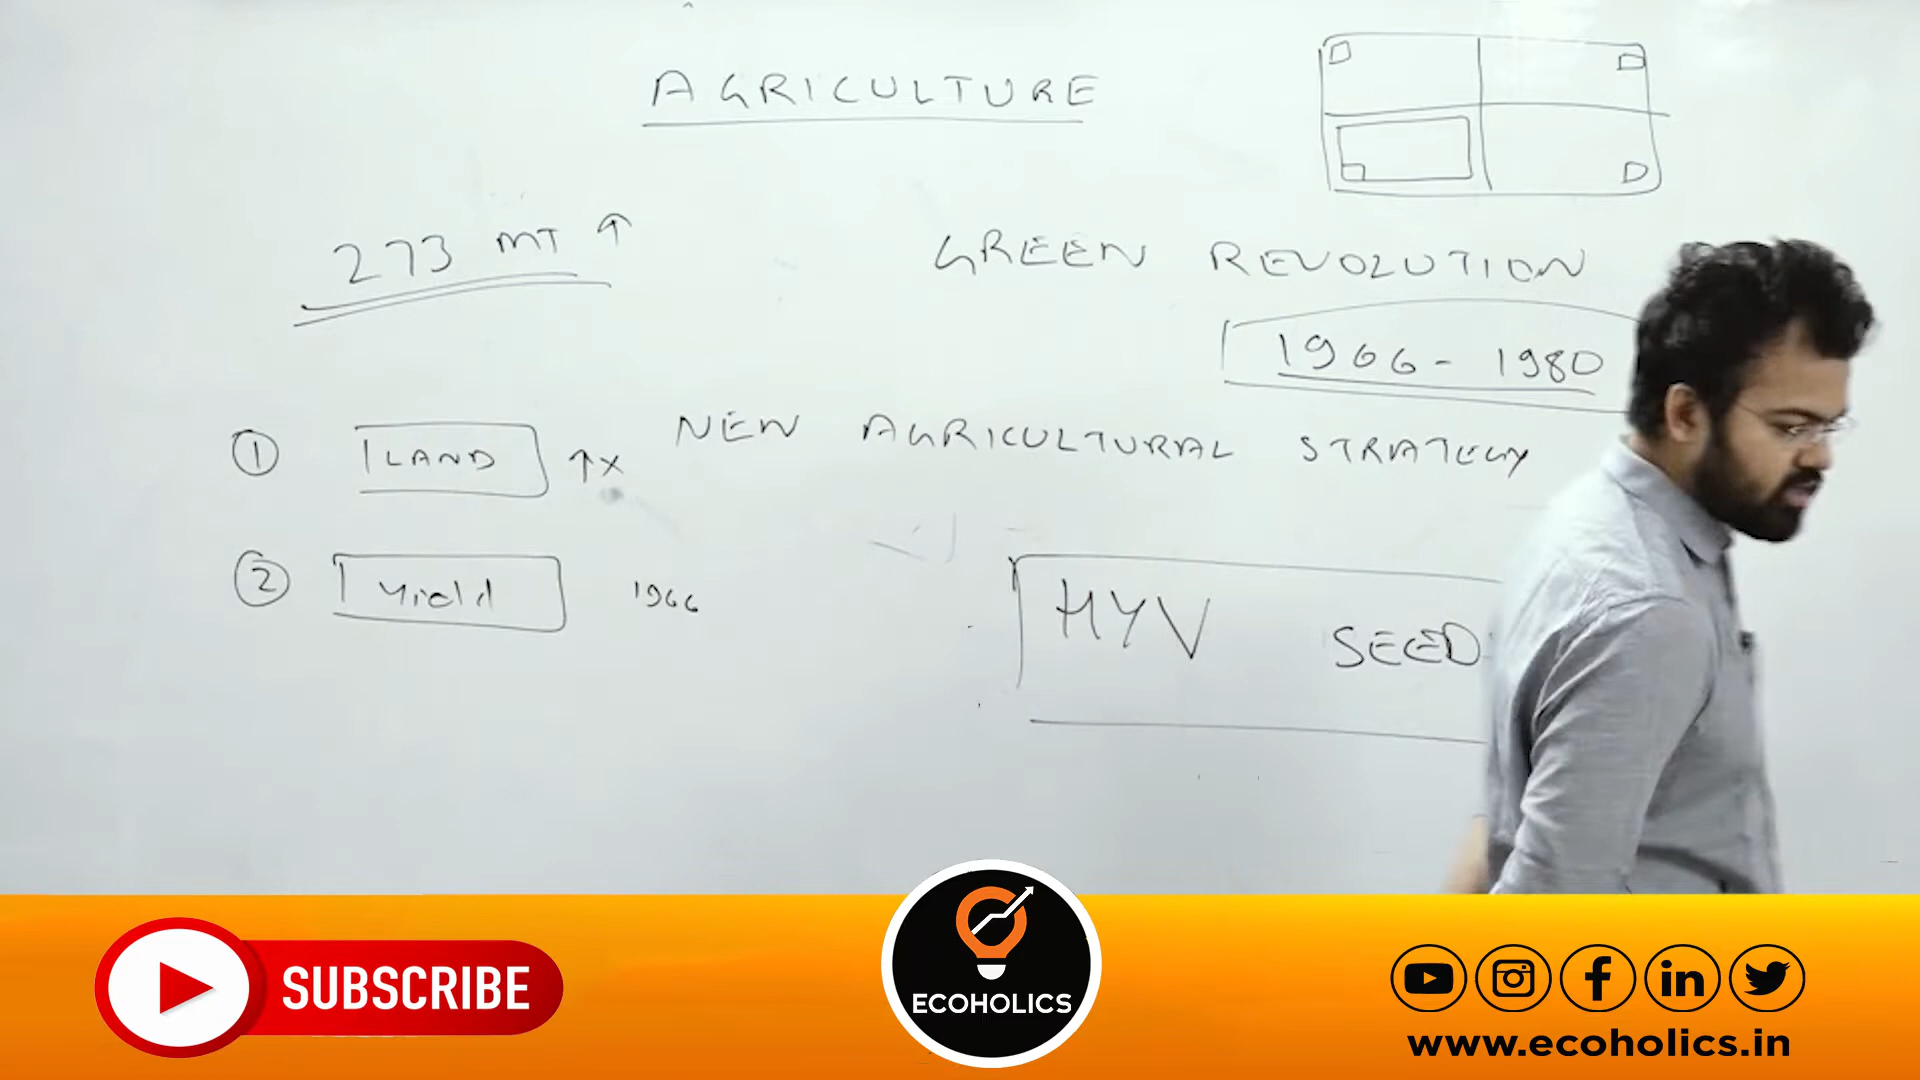 AGRICULTURE
273 MT ↑
GREEN REVOLUTION
1966 - 1980
① LAND ↑x
NEW AGRICULTURAL STRATEGY
② Yield 1966
HYV SEED
SUBSCRIBE
ECOHOLICS
www.ecoholics.in